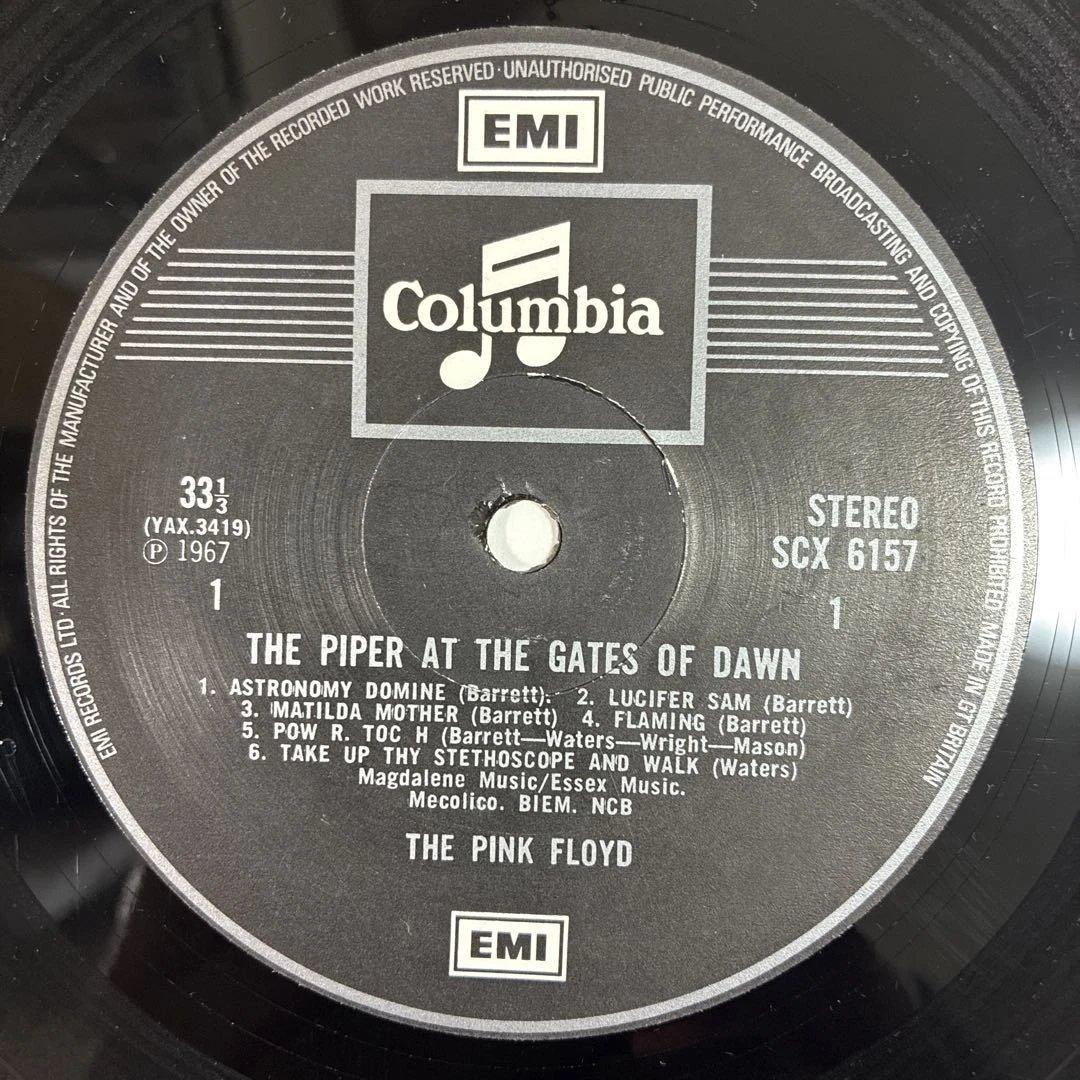 EMI RECORDS LTD · ALL RIGHTS OF THE MANUFACTURER AND OF THE OWNER OF THE RECORDED WORK RESERVED · UNAUTHORISED PUBLIC PERFORMANCE BROADCASTING AND COPYING OF THIS RECORD PROHIBITED MADE IN GT BRITAIN
EMI
Columbia
33⅓
(YAX.3419)
Ⓟ 1967
1
STEREO
SCX 6157
1
THE PIPER AT THE GATES OF DAWN
1. ASTRONOMY DOMINE (Barrett). 2. LUCIFER SAM (Barrett)
3. MATILDA MOTHER (Barrett) 4. FLAMING (Barrett)
5. POW R. TOC H (Barrett—Waters—Wright—Mason)
6. TAKE UP THY STETHOSCOPE AND WALK (Waters)
Magdalene Music/Essex Music.
Mecolico. BIEM. NCB
THE PINK FLOYD
EMI